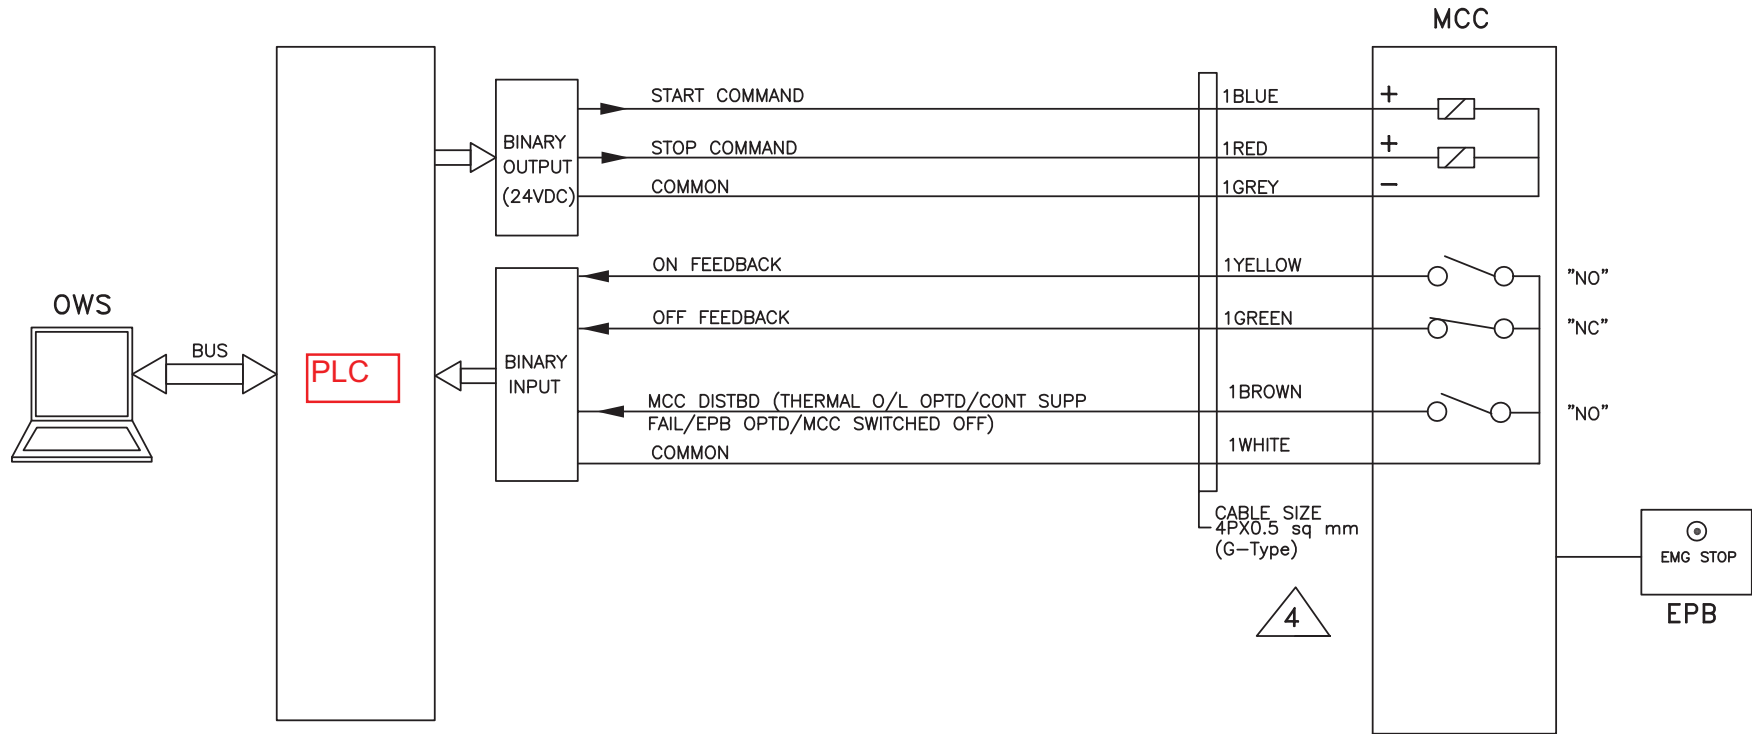 MCC
START COMMAND
1BLUE
+
BINARY
OUTPUT
(24VDC)
STOP COMMAND
1RED
+
COMMON
1GREY
−
ON FEEDBACK
1YELLOW
"NO"
OWS
OFF FEEDBACK
1GREEN
"NC"
BUS
PLC
BINARY
INPUT
MCC DISTBD (THERMAL O/L OPTD/CONT SUPP
FAIL/EPB OPTD/MCC SWITCHED OFF)
1BROWN
"NO"
COMMON
1WHITE
CABLE SIZE
4PX0.5 sq mm
(G-Type)
4
EMG STOP
EPB